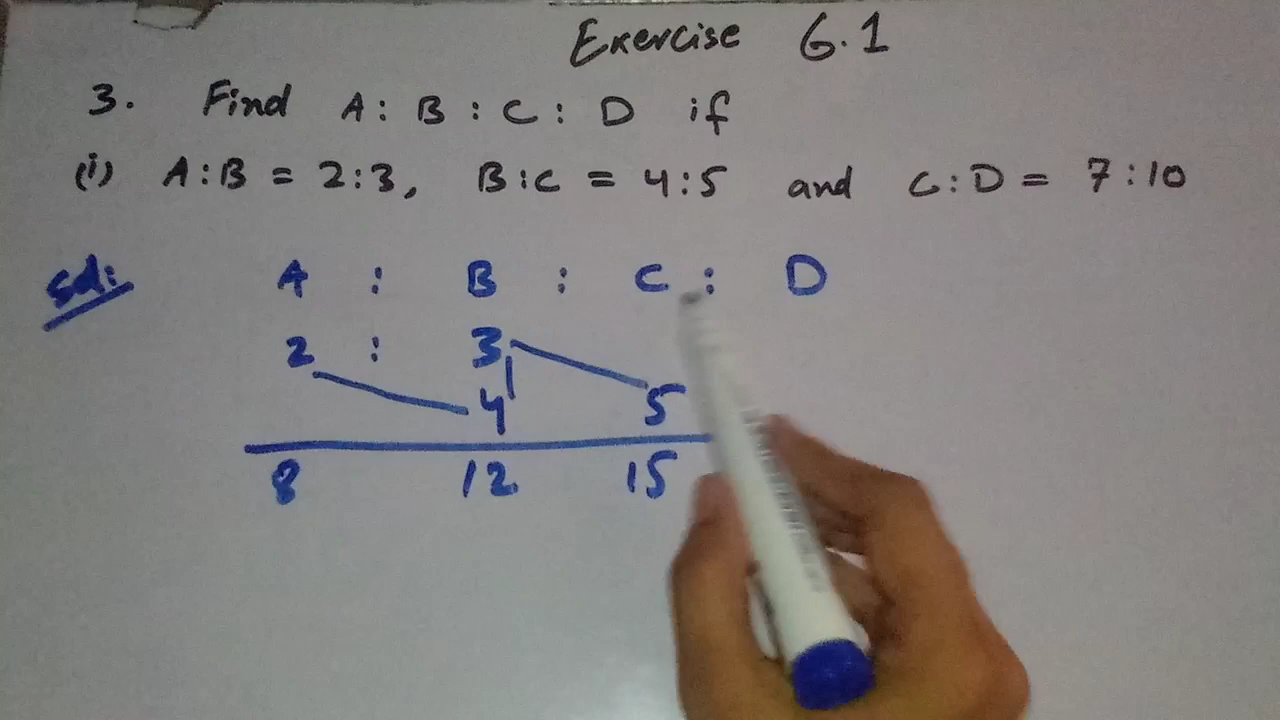 Exercise 6.1
3. Find A : B : C : D if
(i) A:B = 2:3, B:C = 4:5 and C:D = 7:10
Sol:
A : B : C : D
2 : 3
4 5
8 12 15